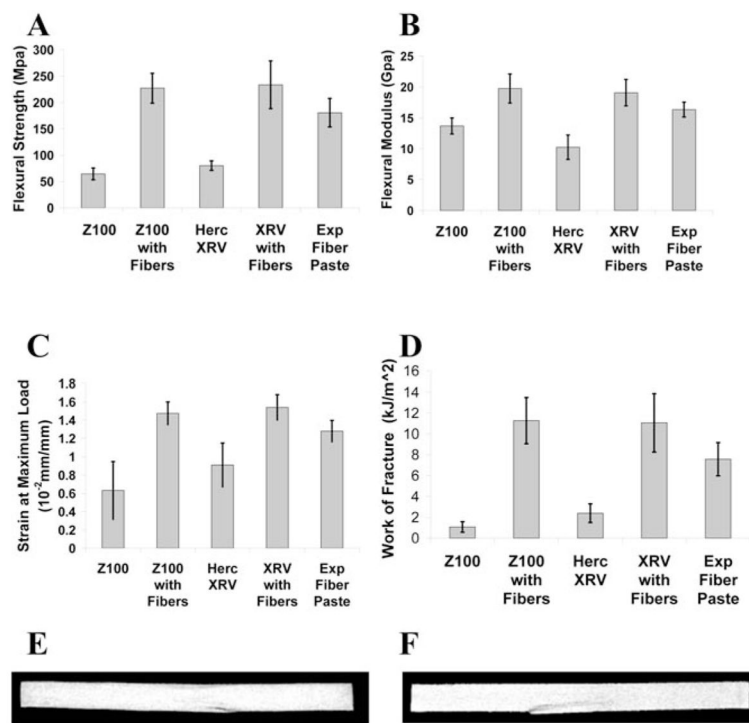 A
Flexural Strength (Mpa)
300
250
200
150
100
50
0
Z100
Z100
with
Fibers
Herc
XRV
XRV
with
Fibers
Exp
Fiber
Paste
B
Flexural Modulus (Gpa)
25
20
15
10
5
0
Z100
Z100
with
Fibers
Herc
XRV
XRV
with
Fibers
Exp
Fiber
Paste
C
Strain at Maximum Load
(10⁻²mm/mm)
1.8
1.6
1.4
1.2
1
0.8
0.6
0.4
0.2
0
Z100
Z100
with
Fibers
Herc
XRV
XRV
with
Fibers
Exp
Fiber
Paste
D
Work of Fracture (kJ/m^2)
16
14
12
10
8
6
4
2
0
Z100
Z100
with
Fibers
Herc
XRV
XRV
with
Fibers
Exp
Fiber
Paste
E
F